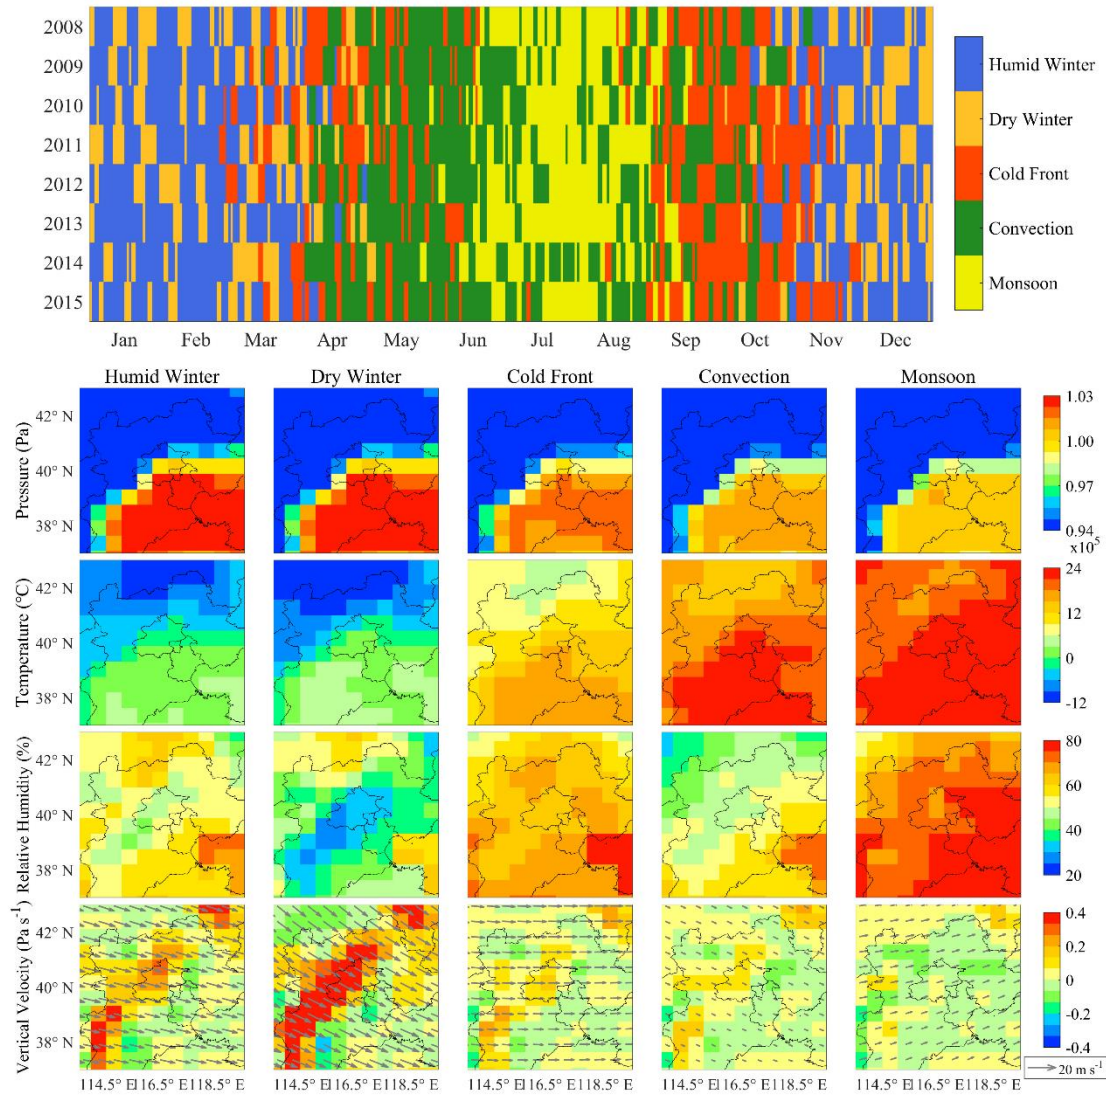 2008
2009
2010
2011
2012
2013
2014
2015
Jan Feb Mar Apr May Jun Jul Aug Sep Oct Nov Dec
Humid Winter
Dry Winter
Cold Front
Convection
Monsoon
Humid Winter Dry Winter Cold Front Convection Monsoon
Pressure (Pa)
42° N
40° N
38° N
1.03
1.00
0.97
0.94
x10⁵
Temperature (℃)
42° N
40° N
38° N
24
12
0
-12
Relative Humidity (%)
42° N
40° N
38° N
80
60
40
20
Vertical Velocity (Pa s⁻¹)
42° N
40° N
38° N
0.4
0.2
0
-0.2
-0.4
114.5° E116.5° E118.5° E 114.5° E116.5° E118.5° E 114.5° E116.5° E118.5° E 114.5° E116.5° E118.5° E 114.5° E116.5° E118.5° E
20 m s⁻¹